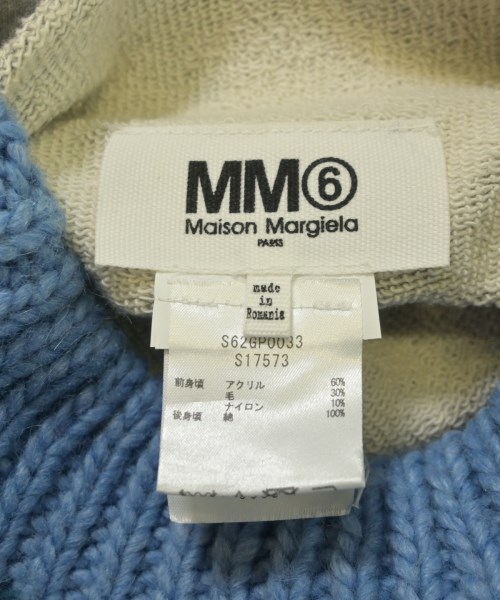 MM⑥
Maison Margiela
PARIS
made
in
Romania
S62GP0033
S17573
前身頃 アクリル 60%
毛 30%
ナイロン 10%
後身頃 綿 100%